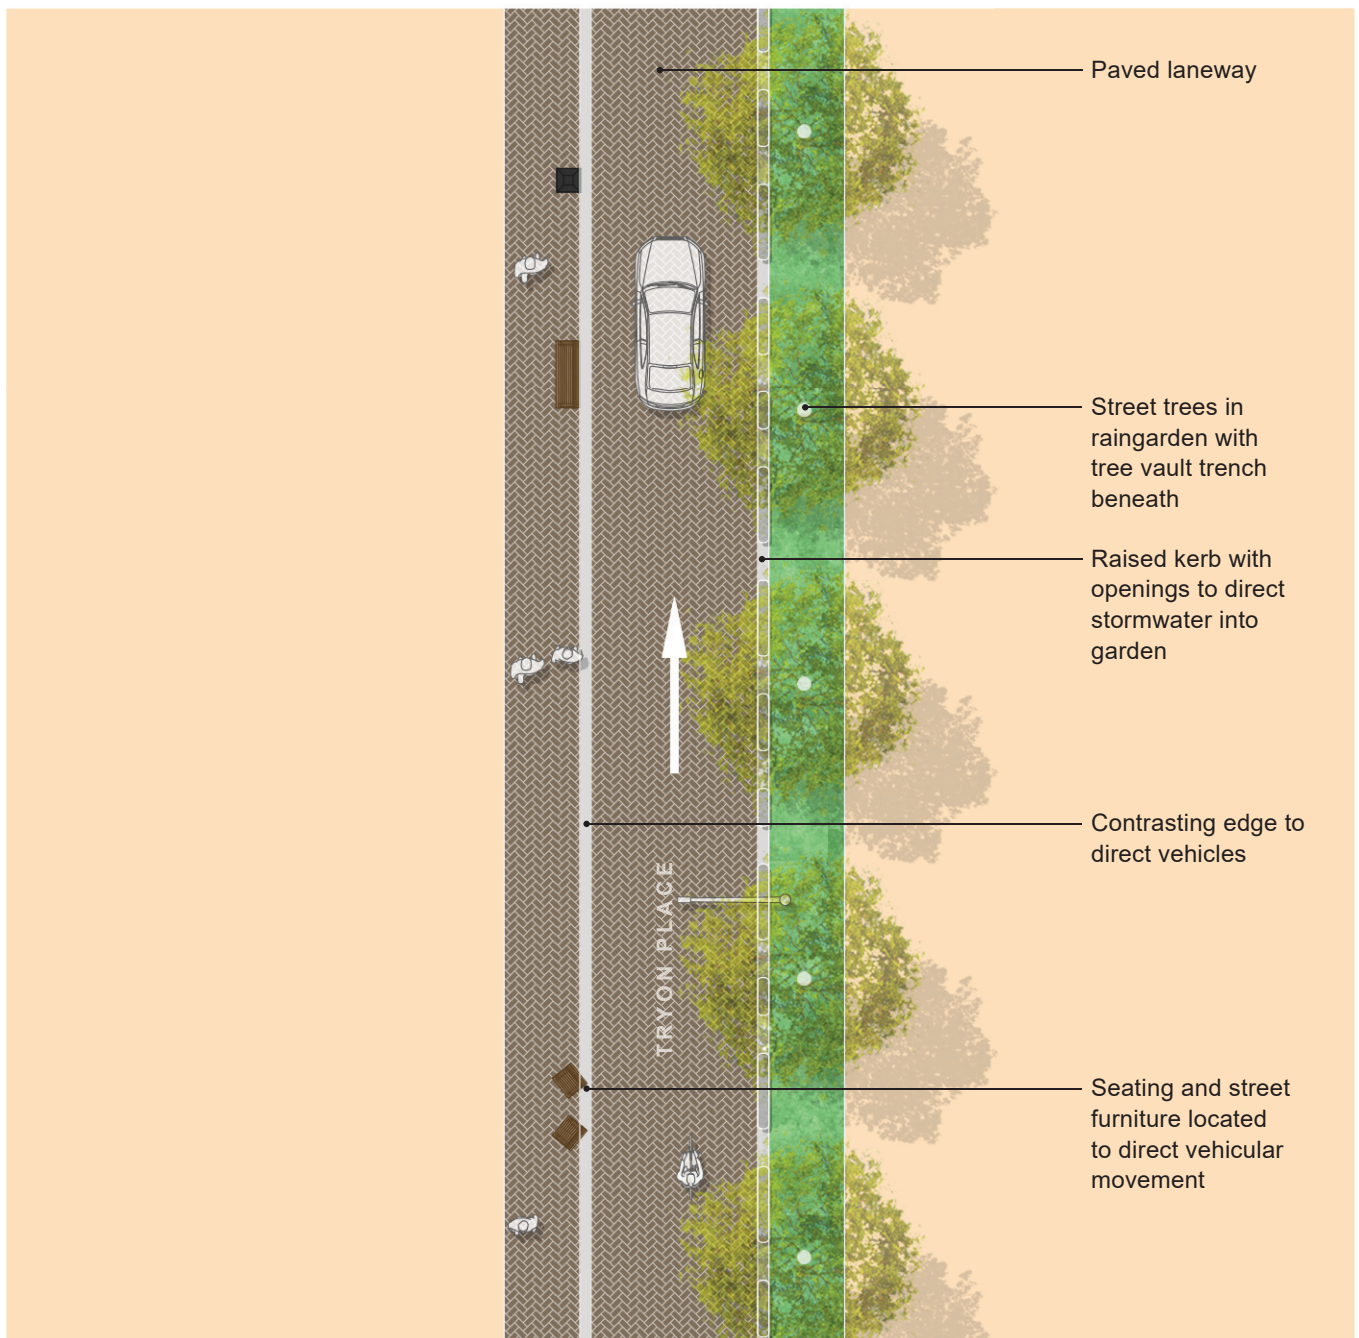 Paved laneway
Street trees in
raingarden with
tree vault trench
beneath
Raised kerb with
openings to direct
stormwater into
garden
Contrasting edge to
direct vehicles
TRYON PLACE
Seating and street
furniture located
to direct vehicular
movement